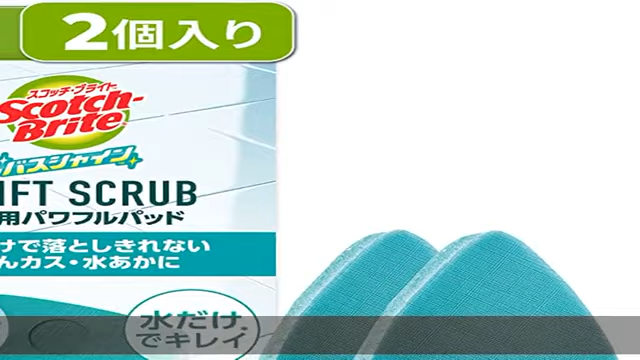 2個入り
スコッチ・ブライト
Scotch-
Brite
バスシャイン
IFT SCRUB
用パワフルパッド
けで落としきれない
んカス・水あかに
水だけ
でキレイ